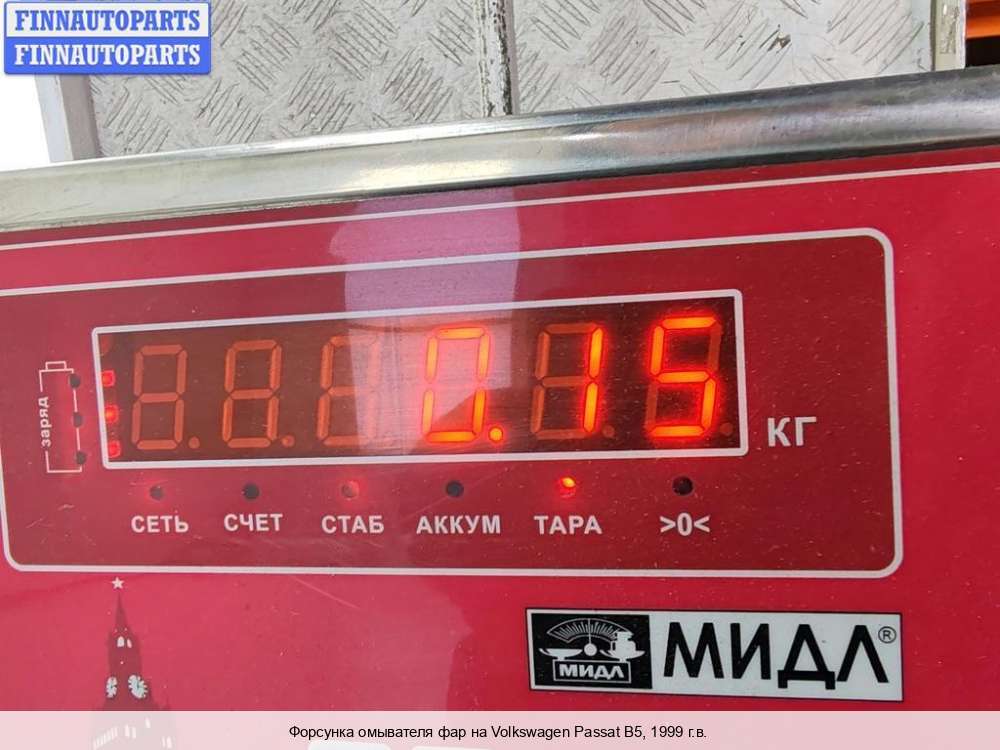 FINNAUTOPARTS
FINNAUTOPARTS
заряд
0.15 КГ
СЕТЬ СЧЕТ СТАБ АККУМ ТАРА >0<
МИДЛ МИДЛ®
Форсунка омывателя фар на Volkswagen Passat B5, 1999 г.в.